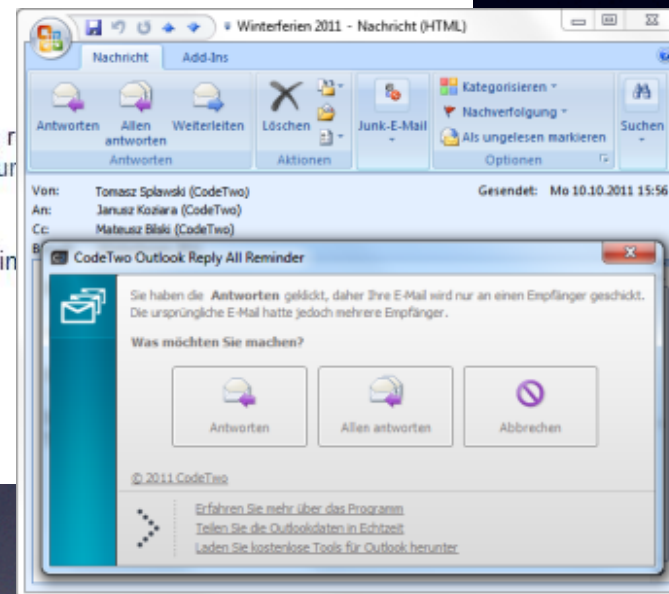 Winterferien 2011 - Nachricht (HTML)
Nachricht Add-Ins
Antworten Allen antworten Weiterleiten
Löschen
Junk-E-Mail
Kategorisieren
Nachverfolgung
Als ungelesen markieren
Suchen
Antworten Aktionen Optionen
Von: Tomasz Splawski (CodeTwo) Gesendet: Mo 10.10.2011 15:56
An: Janusz Koziara (CodeTwo)
Cc: Mateusz Bilski (CodeTwo)
CodeTwo Outlook Reply All Reminder
Sie haben die Antworten geklickt, daher Ihre E-Mail wird nur an einen Empfänger geschickt.
Die ursprüngliche E-Mail hatte jedoch mehrere Empfänger.
Was möchten Sie machen?
Antworten Allen antworten Abbrechen
© 2011 CodeTwo
Erfahren Sie mehr über das Programm
Teilen Sie die Outlookdaten in Echtzeit
Laden Sie kostenlose Tools für Outlook herunter